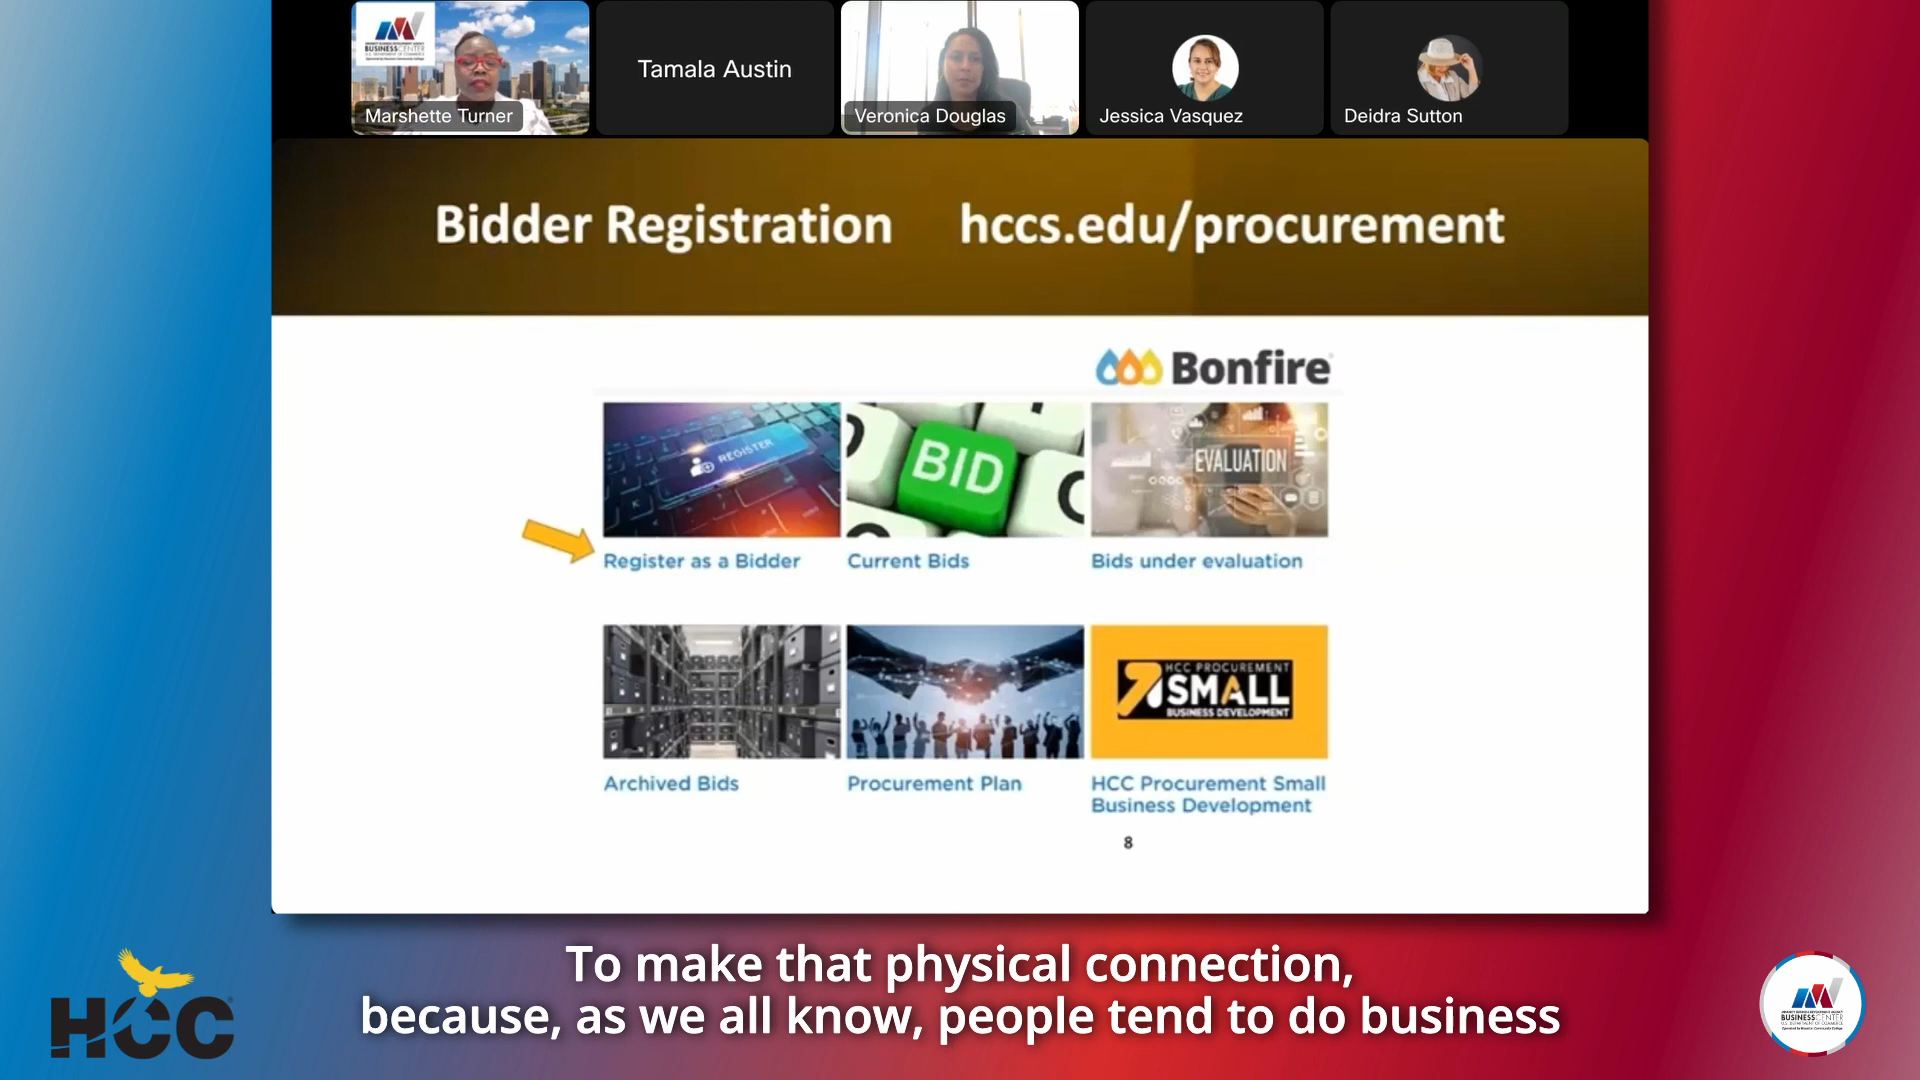 BUSINESSCENTER
Marshette Turner
Tamala Austin
Veronica Douglas
Jessica Vasquez
Deidra Sutton
Bidder Registration hccs.edu/procurement
Bonfire
REGISTER
BID
EVALUATION
Register as a Bidder
Current Bids
Bids under evaluation
HCC PROCUREMENT
SMALL
BUSINESS DEVELOPMENT
Archived Bids
Procurement Plan
HCC Procurement Small
Business Development
8
To make that physical connection,
because, as we all know, people tend to do business
HCC
BUSINESSCENTER